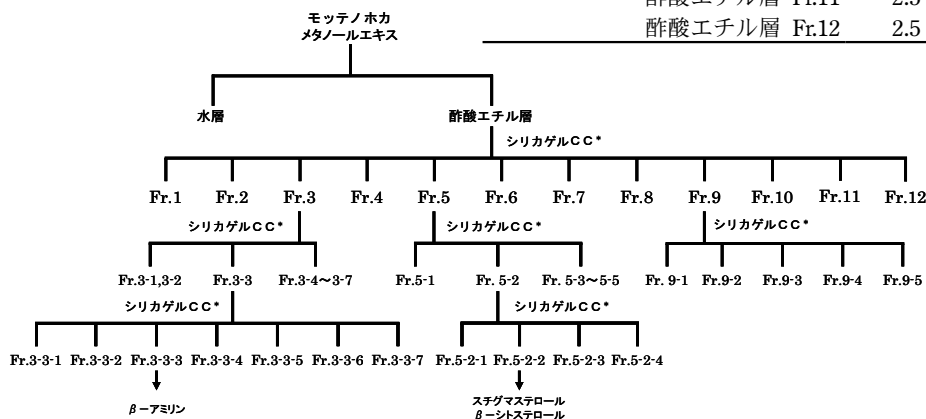 酢酸エチル層 Fr.11 2.5
酢酸エチル層 Fr.12 2.5
モッテノホカ
メタノールエキス
水層 酢酸エチル層
シリカゲルCC*
Fr.1 Fr.2 Fr.3 Fr.4 Fr.5 Fr.6 Fr.7 Fr.8 Fr.9 Fr.10 Fr.11 Fr.12
シリカゲルCC* シリカゲルCC* シリカゲルCC*
Fr.3-1,3-2 Fr.3-3 Fr.3-4～3-7 Fr.5-1 Fr. 5-2 Fr. 5-3～5-5 Fr. 9-1 Fr.9-2 Fr.9-3 Fr.9-4 Fr.9-5
シリカゲルCC* シリカゲルCC*
Fr.3-3-1 Fr.3-3-2 Fr.3-3-3 Fr.3-3-4 Fr.3-3-5 Fr.3-3-6 Fr.3-3-7 Fr.5-2-1 Fr.5-2-2 Fr.5-2-3 Fr.5-2-4
β－アミリン
スチグマステロール
β－シトステロール